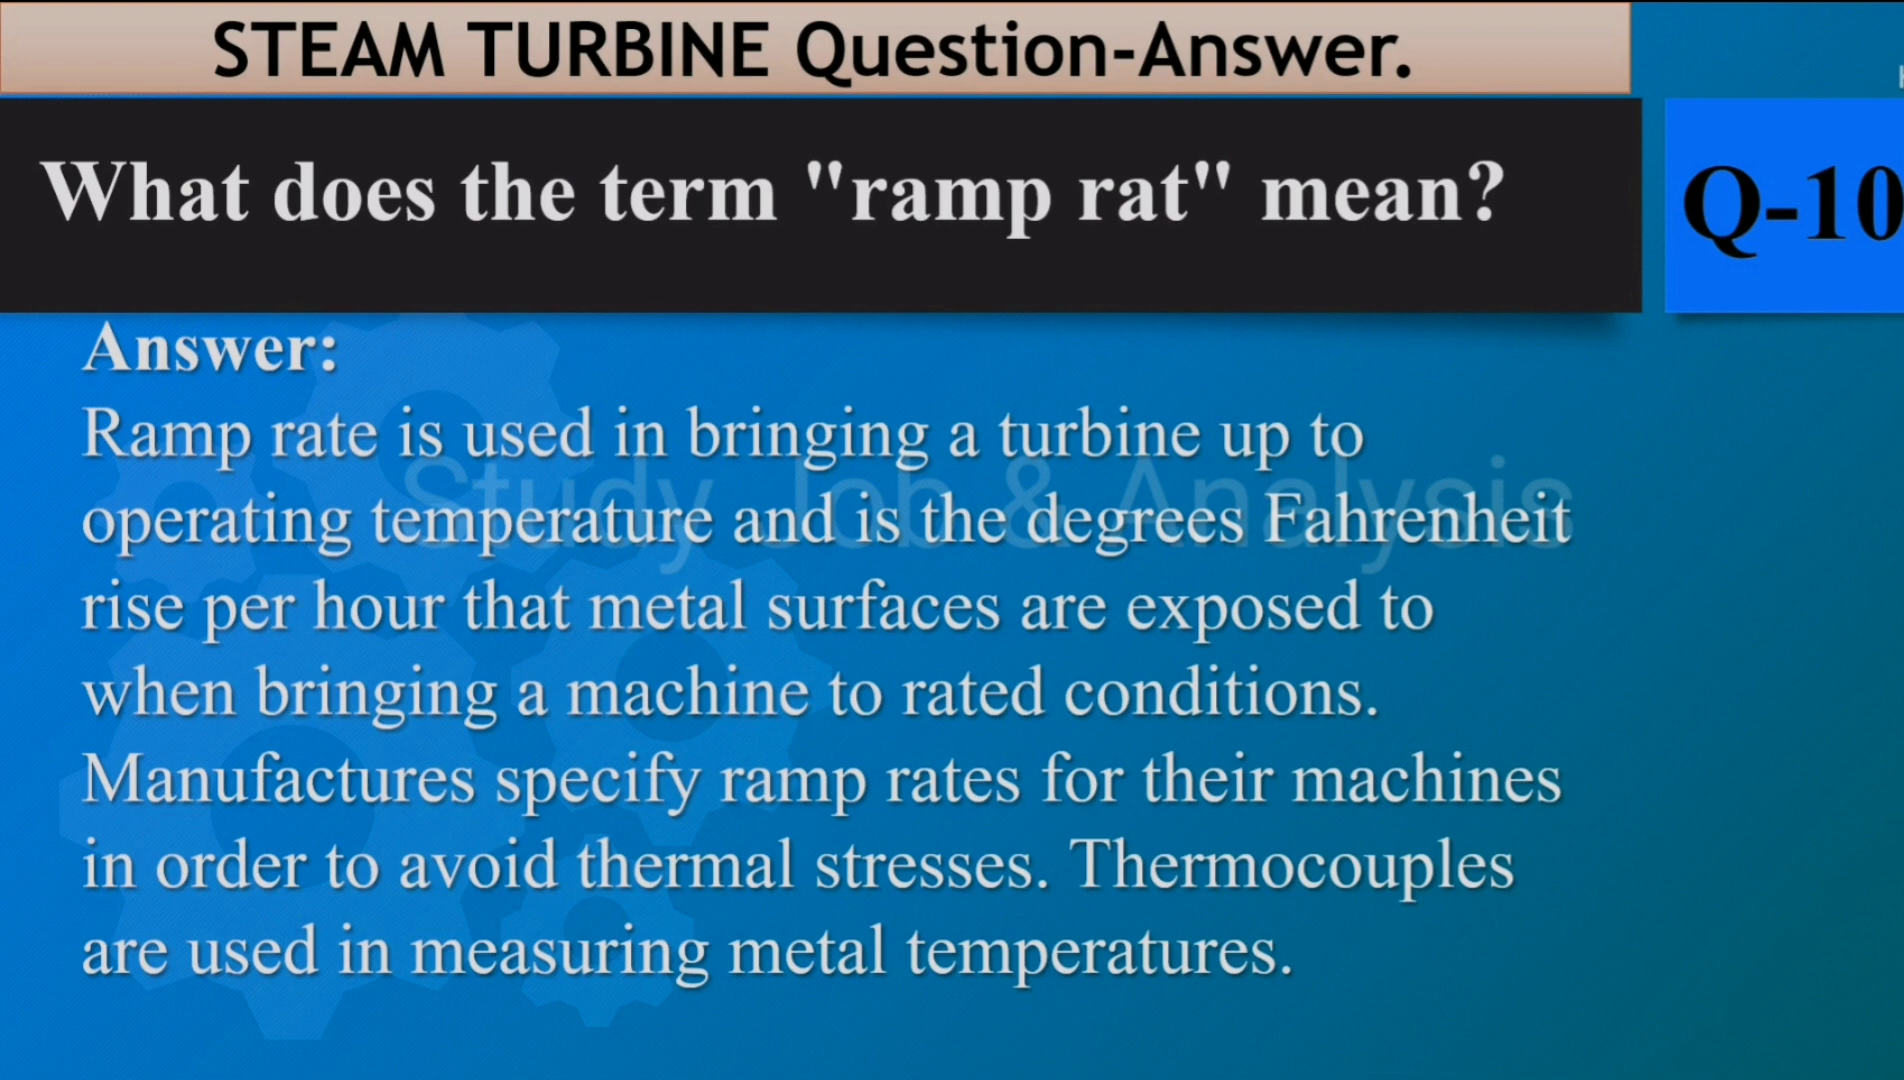 STEAM TURBINE Question-Answer.
What does the term "ramp rat" mean?
Q-10
Answer:
Ramp rate is used in bringing a turbine up to
operating temperature and is the degrees Fahrenheit
rise per hour that metal surfaces are exposed to
when bringing a machine to rated conditions.
Manufactures specify ramp rates for their machines
in order to avoid thermal stresses. Thermocouples
are used in measuring metal temperatures.
Study Job & Analysis